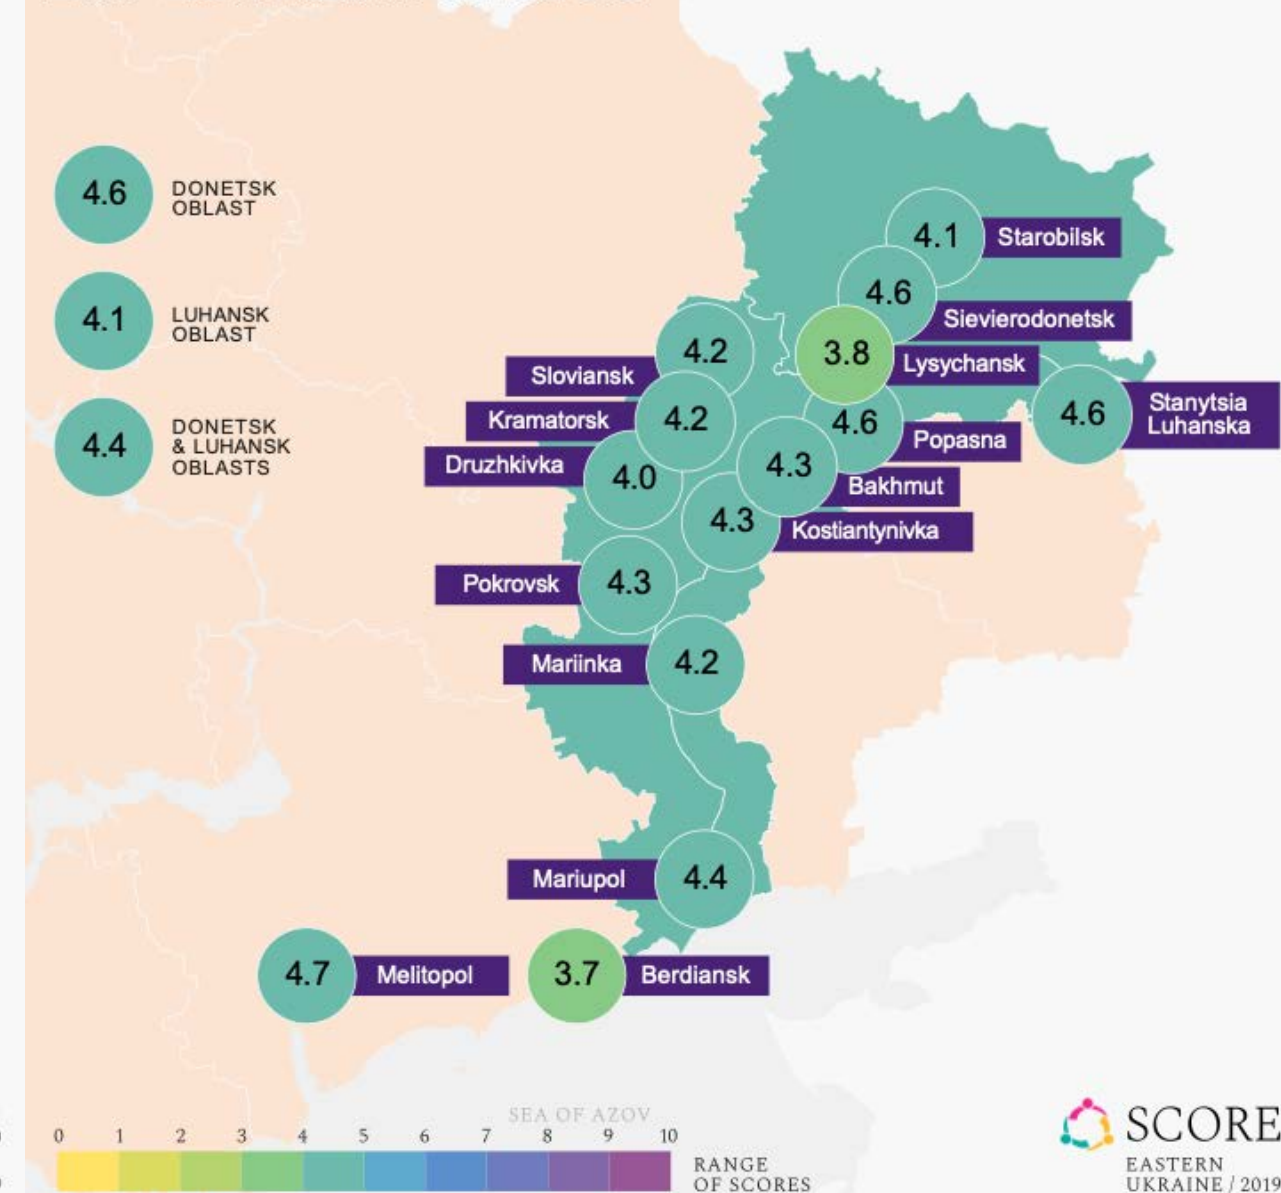 4.6
DONETSK
OBLAST
4.1
LUHANSK
OBLAST
4.4
DONETSK
& LUHANSK
OBLASTS
4.1
Starobilsk
4.6
Sievierodonetsk
3.8
Lysychansk
4.6
Stanytsia
Luhanska
4.2
Sloviansk
4.2
Kramatorsk
4.6
Popasna
4.0
Druzhkivka
4.3
Bakhmut
4.3
Kostiantynivka
4.3
Pokrovsk
4.2
Mariinka
4.4
Mariupol
4.7
Melitopol
3.7
Berdiansk
SEA OF AZOV
0 1 2 3 4 5 6 7 8 9 10
RANGE
OF SCORES
SCORE
EASTERN
UKRAINE / 2019